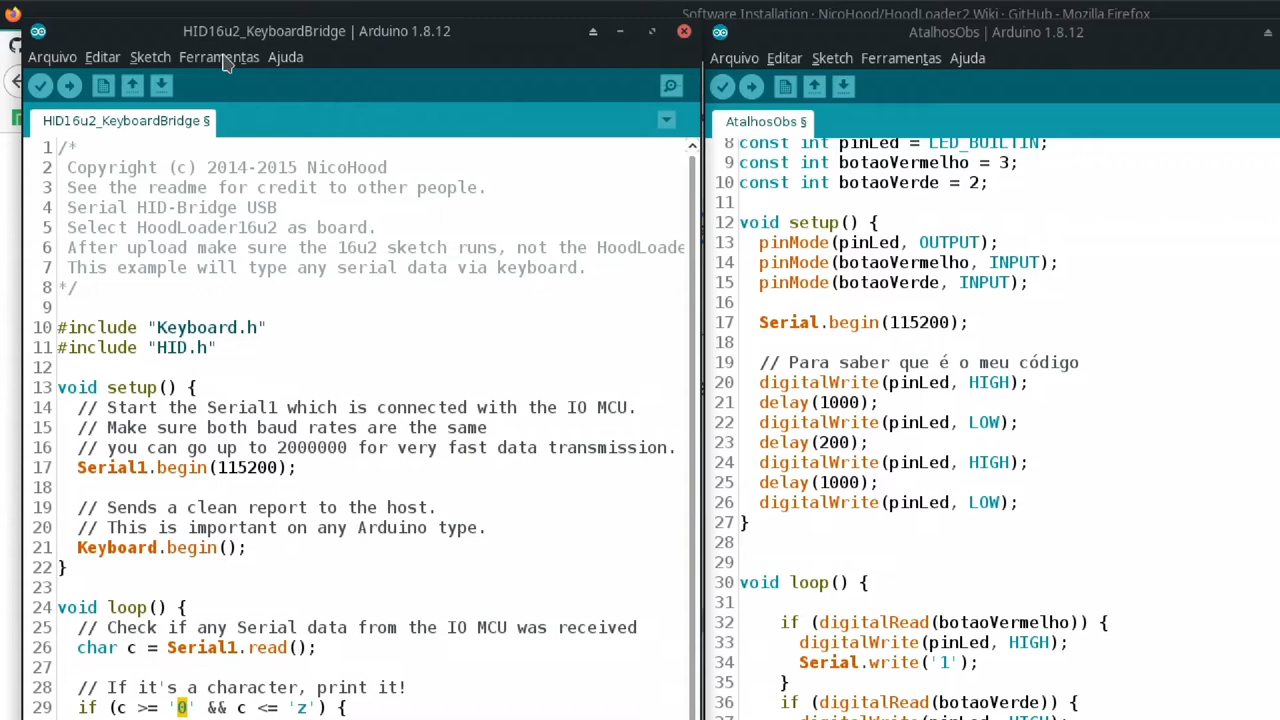 Software Installation · NicoHood/HoodLoader2 Wiki · GitHub - Mozilla Firefox
HID16u2_KeyboardBridge | Arduino 1.8.12
Arquivo Editar Sketch Ferramentas Ajuda
HID16u2_KeyboardBridge §
1 /*
2 Copyright (c) 2014-2015 NicoHood
3 See the readme for credit to other people.
4 Serial HID-Bridge USB
5 Select HoodLoader16u2 as board.
6 After upload make sure the 16u2 sketch runs, not the HoodLoade
7 This example will type any serial data via keyboard.
8 */
9
10 #include "Keyboard.h"
11 #include "HID.h"
12
13 void setup() {
14 // Start the Serial1 which is connected with the IO MCU.
15 // Make sure both baud rates are the same
16 // you can go up to 2000000 for very fast data transmission.
17 Serial1.begin(115200);
18
19 // Sends a clean report to the host.
20 // This is important on any Arduino type.
21 Keyboard.begin();
22 }
23
24 void loop() {
25 // Check if any Serial data from the IO MCU was received
26 char c = Serial1.read();
27
28 // If it's a character, print it!
29 if (c >= '0' && c <= 'z') {
AtalhosObs | Arduino 1.8.12
Arquivo Editar Sketch Ferramentas Ajuda
AtalhosObs §
8 const int pinLed = LED_BUILTIN;
9 const int botaoVermelho = 3;
10 const int botaoVerde = 2;
11
12 void setup() {
13 pinMode(pinLed, OUTPUT);
14 pinMode(botaoVermelho, INPUT);
15 pinMode(botaoVerde, INPUT);
16
17 Serial.begin(115200);
18
19 // Para saber que é o meu código
20 digitalWrite(pinLed, HIGH);
21 delay(1000);
22 digitalWrite(pinLed, LOW);
23 delay(200);
24 digitalWrite(pinLed, HIGH);
25 delay(1000);
26 digitalWrite(pinLed, LOW);
27 }
28
29
30 void loop() {
31
32 if (digitalRead(botaoVermelho)) {
33 digitalWrite(pinLed, HIGH);
34 Serial.write('1');
35 }
36 if (digitalRead(botaoVerde)) {
37 digitalWrite(pinLed, HIGH);